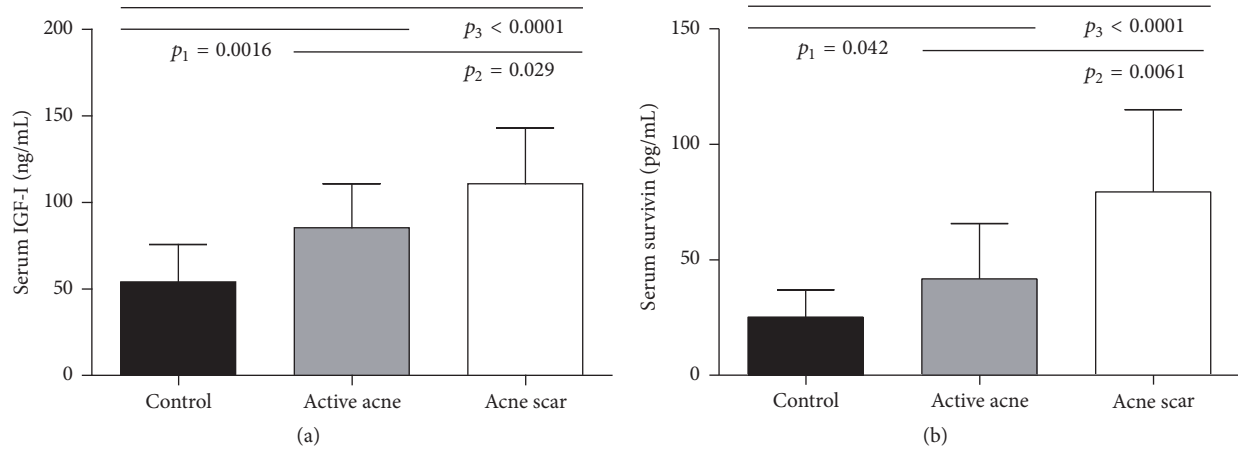 p3 < 0.0001
p1 = 0.0016
p2 = 0.029
200
150
100
50
0
Serum IGF-I (ng/mL)
Control
Active acne
Acne scar
(a)
p3 < 0.0001
p1 = 0.042
p2 = 0.0061
150
100
50
0
Serum survivin (pg/mL)
Control
Active acne
Acne scar
(b)